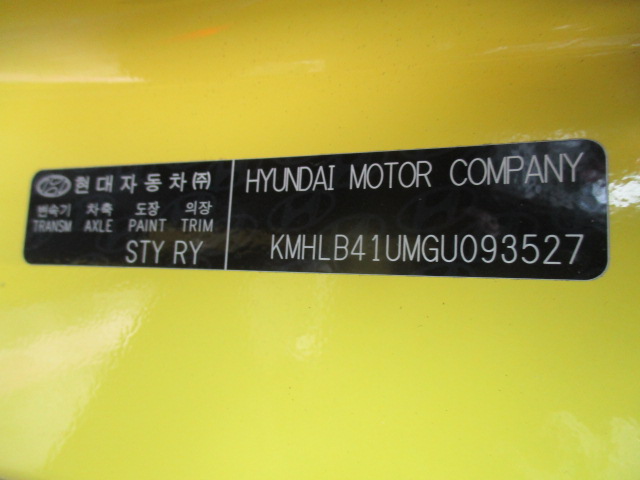 현대자동차(주)
변속기 차축 도장 의장
TRANSM AXLE PAINT TRIM
STY RY
HYUNDAI MOTOR COMPANY
KMHLB41UMGU093527